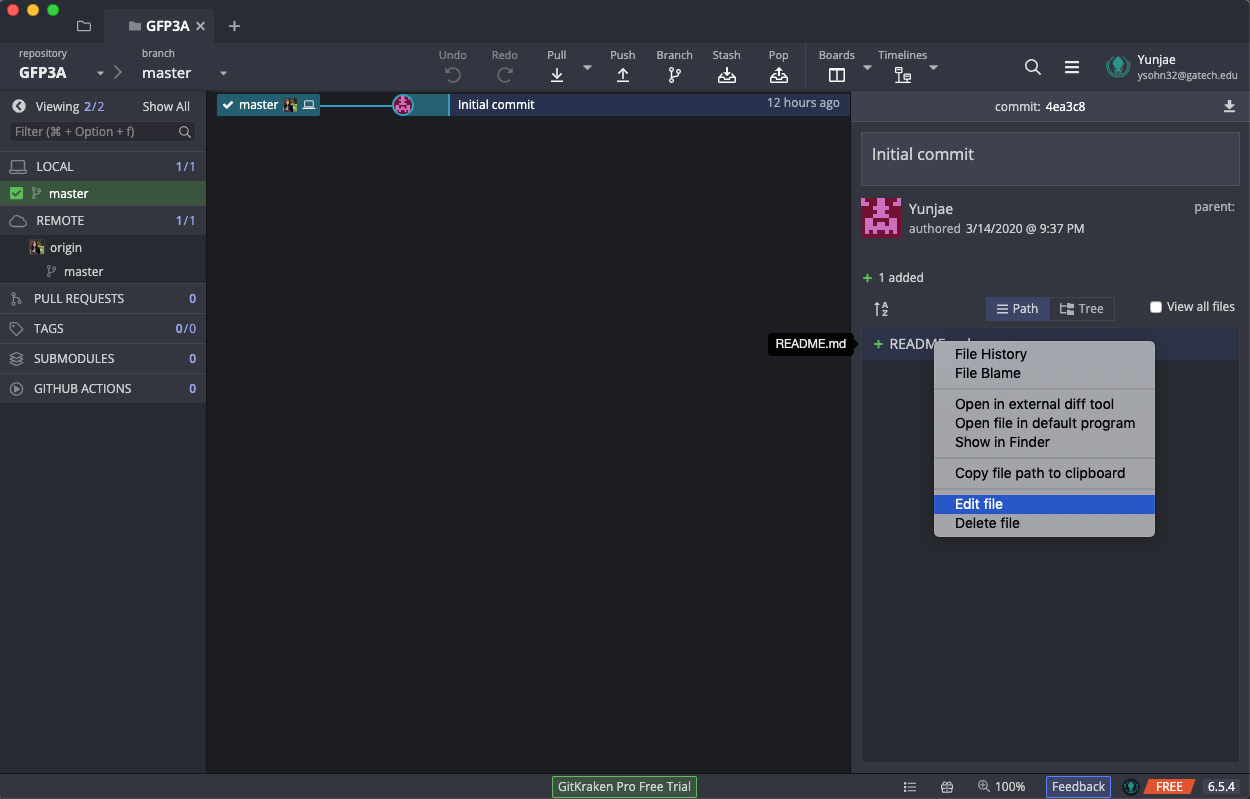 GFP3A
repository
GFP3A
branch
master
Undo
Redo
Pull
Push
Branch
Stash
Pop
Boards
Timelines
Yunjae
ysohn32@gatech.edu
Viewing 2/2
Show All
Filter (⌘ + Option + f)
LOCAL 1/1
master
REMOTE 1/1
origin
master
PULL REQUESTS 0
TAGS 0/0
SUBMODULES 0
GITHUB ACTIONS 0
master
Initial commit
12 hours ago
commit: 4ea3c8
Initial commit
Yunjae
authored 3/14/2020 @ 9:37 PM
parent:
+ 1 added
Path
Tree
View all files
README.md
+ README
File History
File Blame
Open in external diff tool
Open file in default program
Show in Finder
Copy file path to clipboard
Edit file
Delete file
GitKraken Pro Free Trial
100%
Feedback
FREE
6.5.4